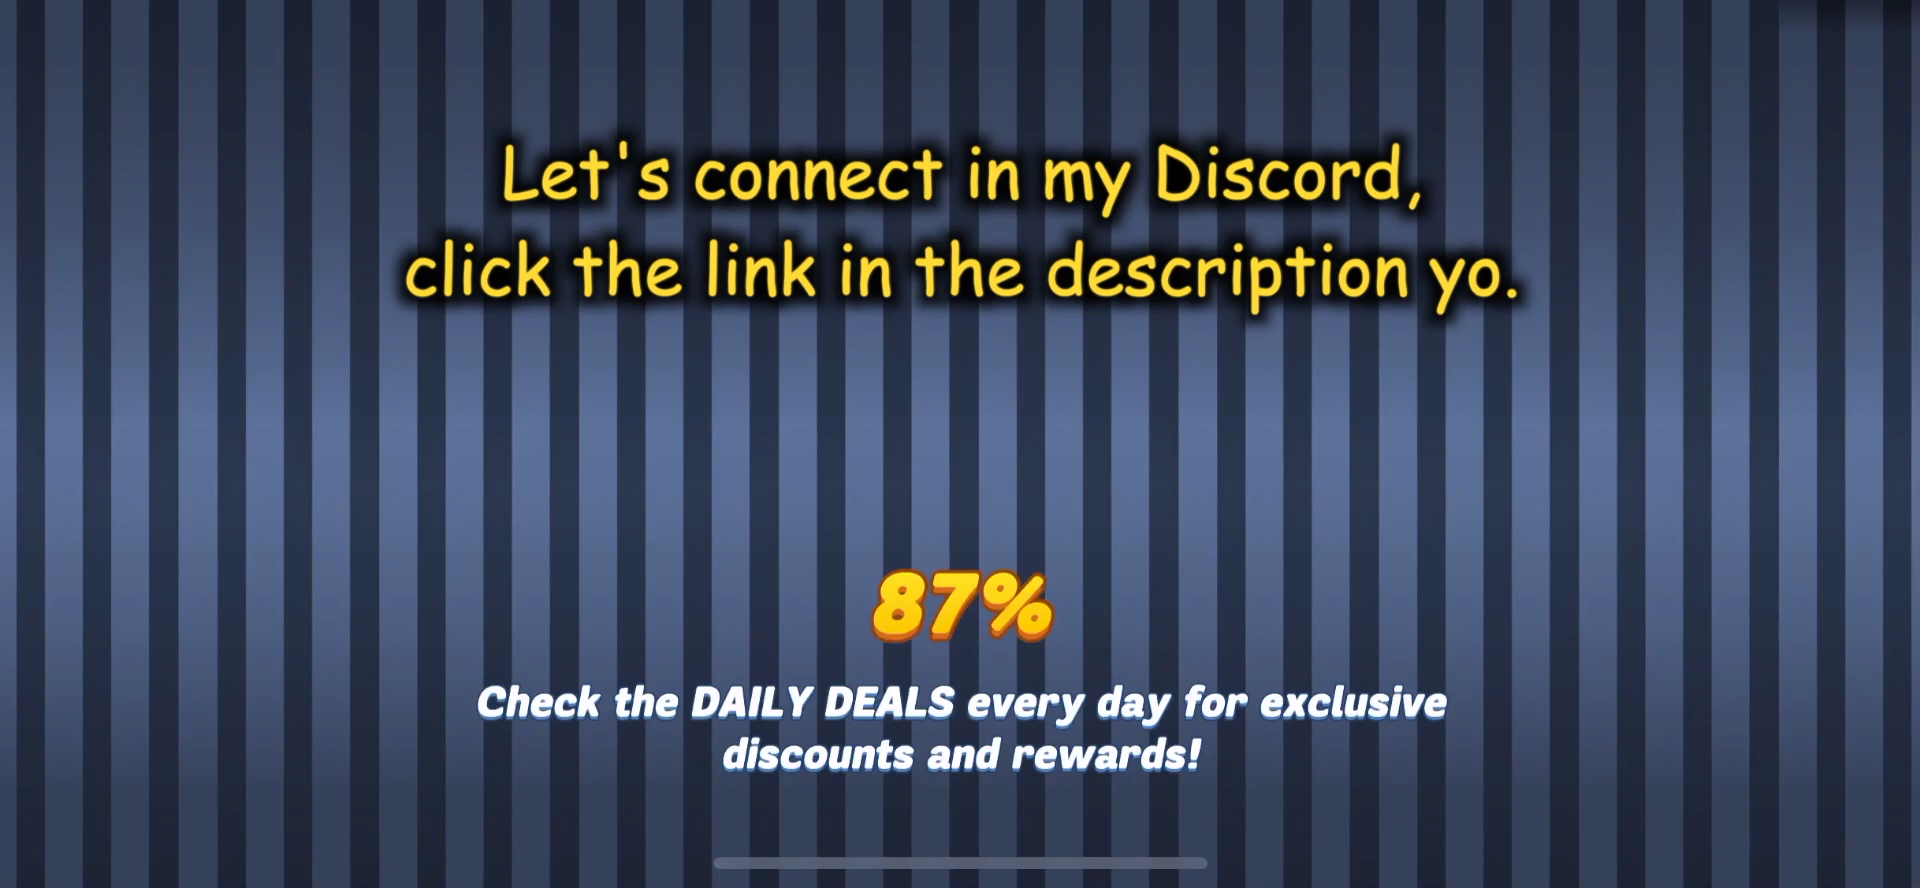 Let's connect in my Discord,
click the link in the description yo.
87%
Check the DAILY DEALS every day for exclusive
discounts and rewards!